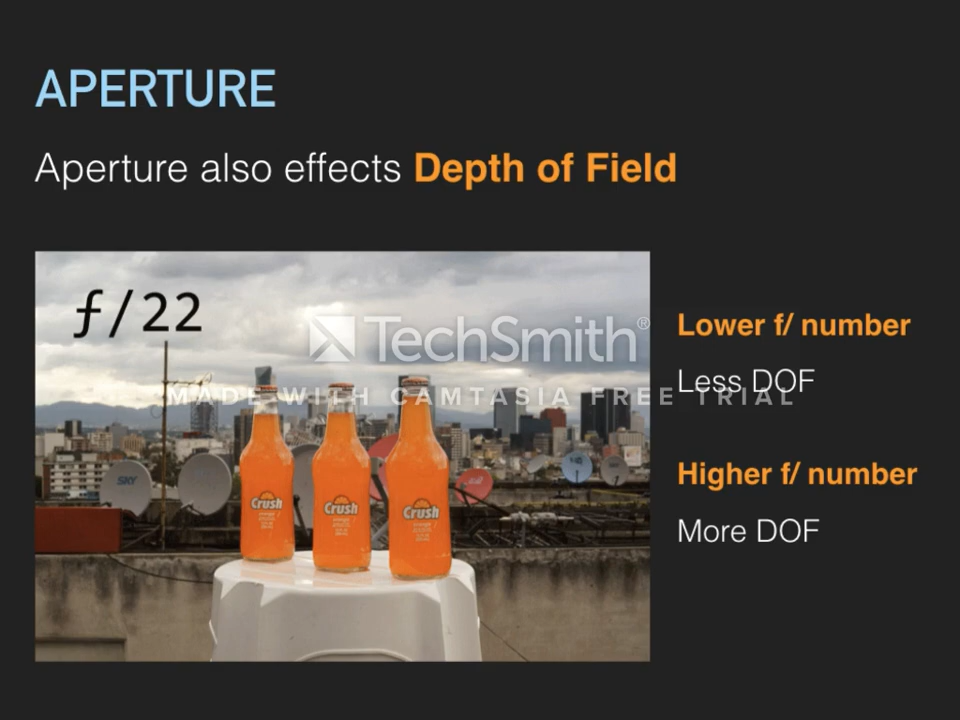 APERTURE
Aperture also effects Depth of Field
ƒ/22
TechSmith®
MADE WITH CAMTASIA FREE TRIAL
Lower f/ number
Less DOF
Higher f/ number
More DOF
SKY
Crush
Crush
Crush